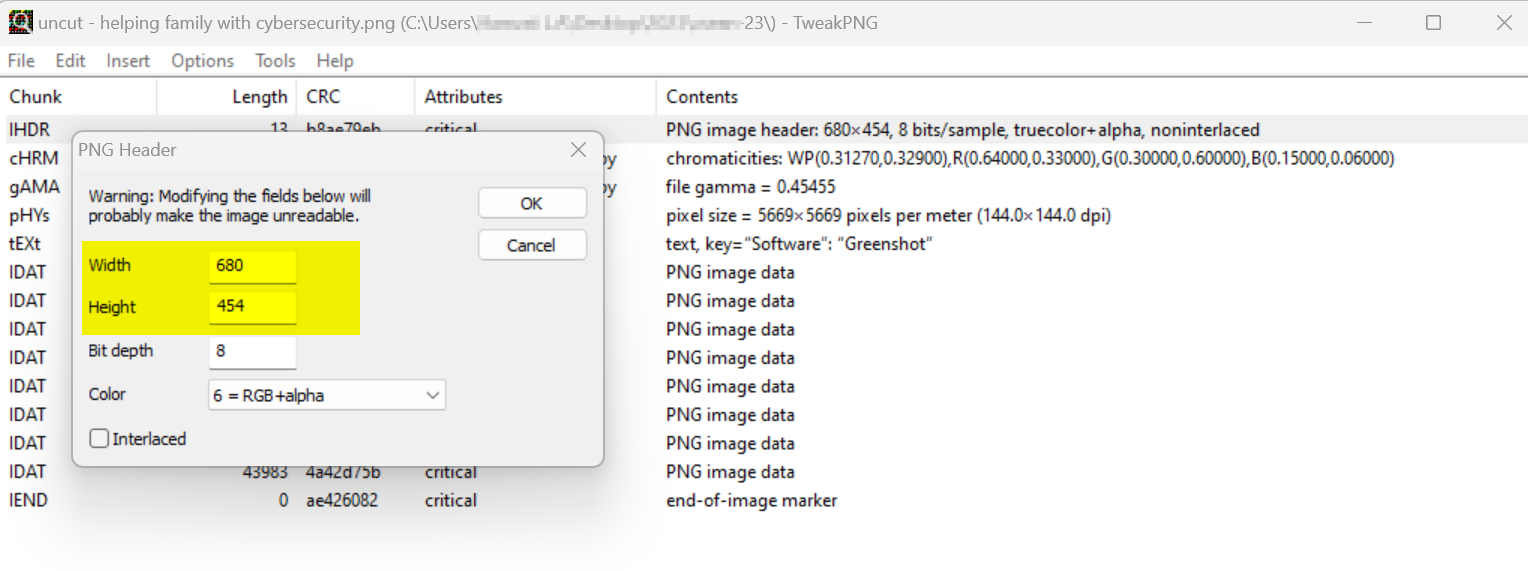 uncut - helping family with cybersecurity.png (C:\Users\ -23\) - TweakPNG
File Edit Insert Options Tools Help
Chunk Length CRC Attributes Contents
IHDR 13 b8ae79eb critical PNG image header: 680×454, 8 bits/sample, truecolor+alpha, noninterlaced
cHRM py chromaticities: WP(0.31270,0.32900),R(0.64000,0.33000),G(0.30000,0.60000),B(0.15000,0.06000)
gAMA py file gamma = 0.45455
pHYs pixel size = 5669×5669 pixels per meter (144.0×144.0 dpi)
tEXt text, key="Software": "Greenshot"
IDAT PNG image data
IDAT PNG image data
IDAT PNG image data
IDAT PNG image data
IDAT PNG image data
IDAT PNG image data
IDAT PNG image data
IDAT 43983 4a42d75b critical PNG image data
IEND 0 ae426082 critical end-of-image marker
PNG Header
Warning: Modifying the fields below will
probably make the image unreadable.
OK
Cancel
Width 680
Height 454
Bit depth 8
Color 6 = RGB+alpha
Interlaced